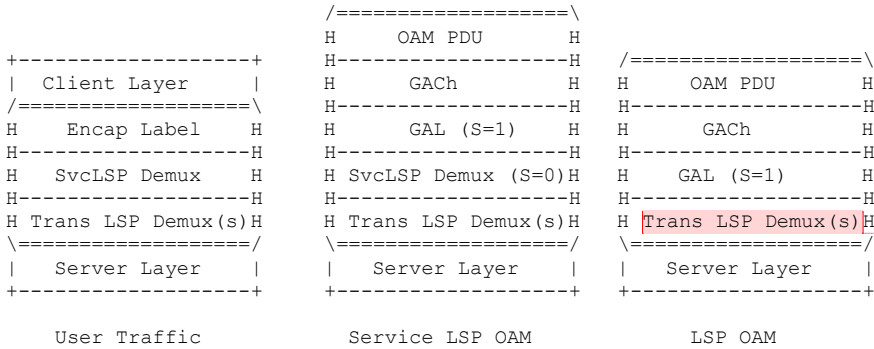 /===================\
                          H      OAM PDU      H
+-------------------+     H-------------------H   /===================\
|   Client Layer    |     H       GACh        H   H      OAM PDU      H
/===================\     H-------------------H   H-------------------H
H    Encap Label    H     H      GAL (S=1)    H   H       GACh        H
H-------------------H     H-------------------H   H-------------------H
H   SvcLSP Demux    H     H SvcLSP Demux (S=0)H   H     GAL (S=1)     H
H-------------------H     H-------------------H   H-------------------H
H Trans LSP Demux(s)H     H Trans LSP Demux(s)H   H Trans LSP Demux(s)H
\===================/     \===================/   \===================/
|    Server Layer   |     |   Server Layer    |   |   Server Layer    |
+-------------------+     +-------------------+   +-------------------+
    User Traffic            Service LSP OAM              LSP OAM